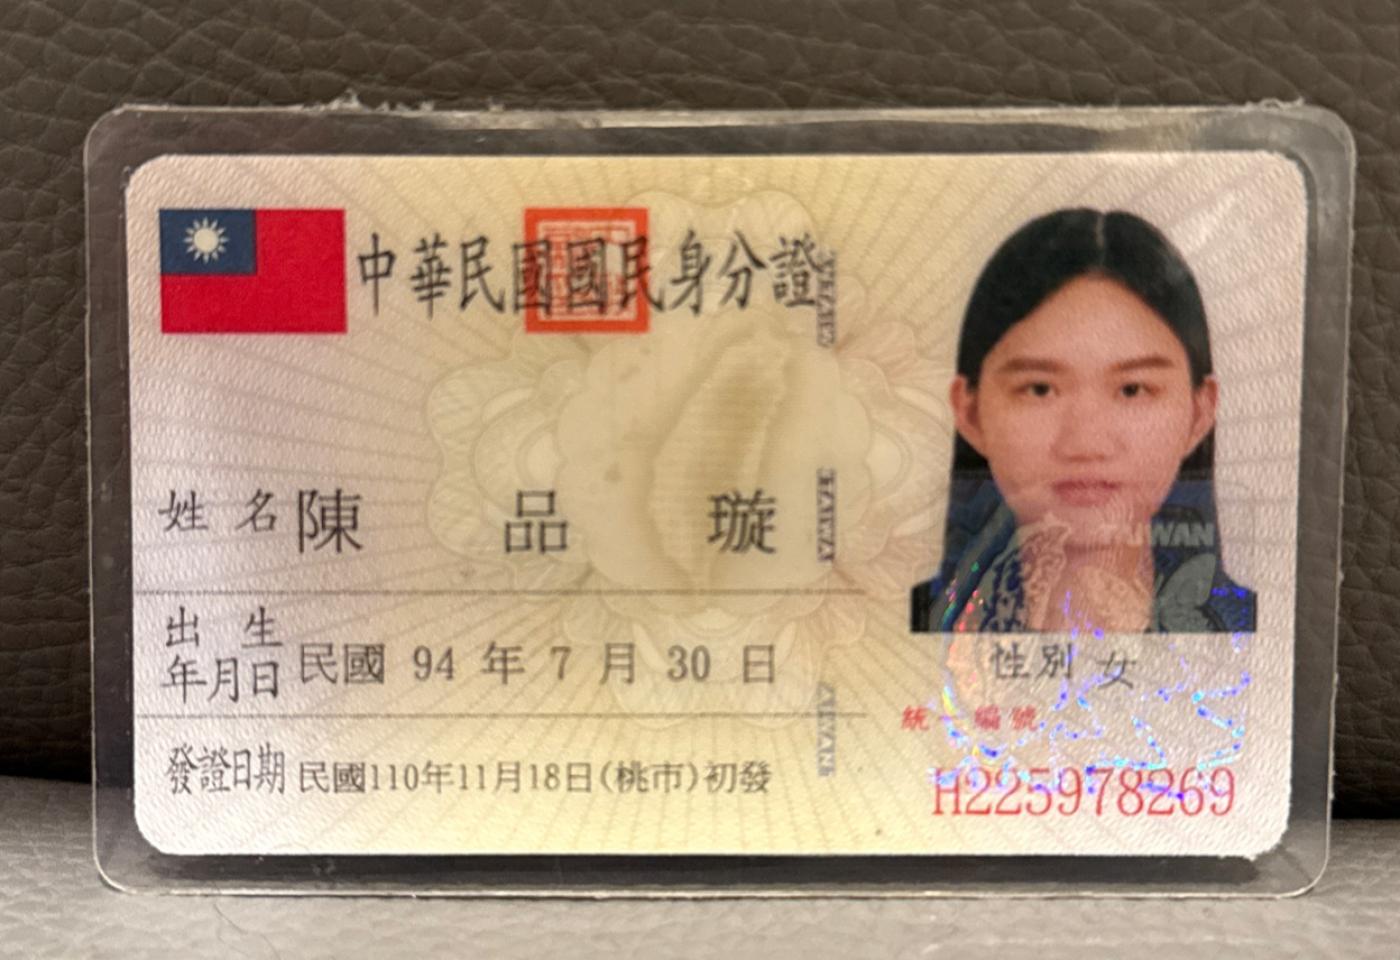 中華民國國民身分證
姓名 陳品璇
出生年月日 民國 94 年 7 月 30 日
發證日期 民國110年11月18日(桃市)初發
TAIWAN
性別 女
統一編號
H225978269